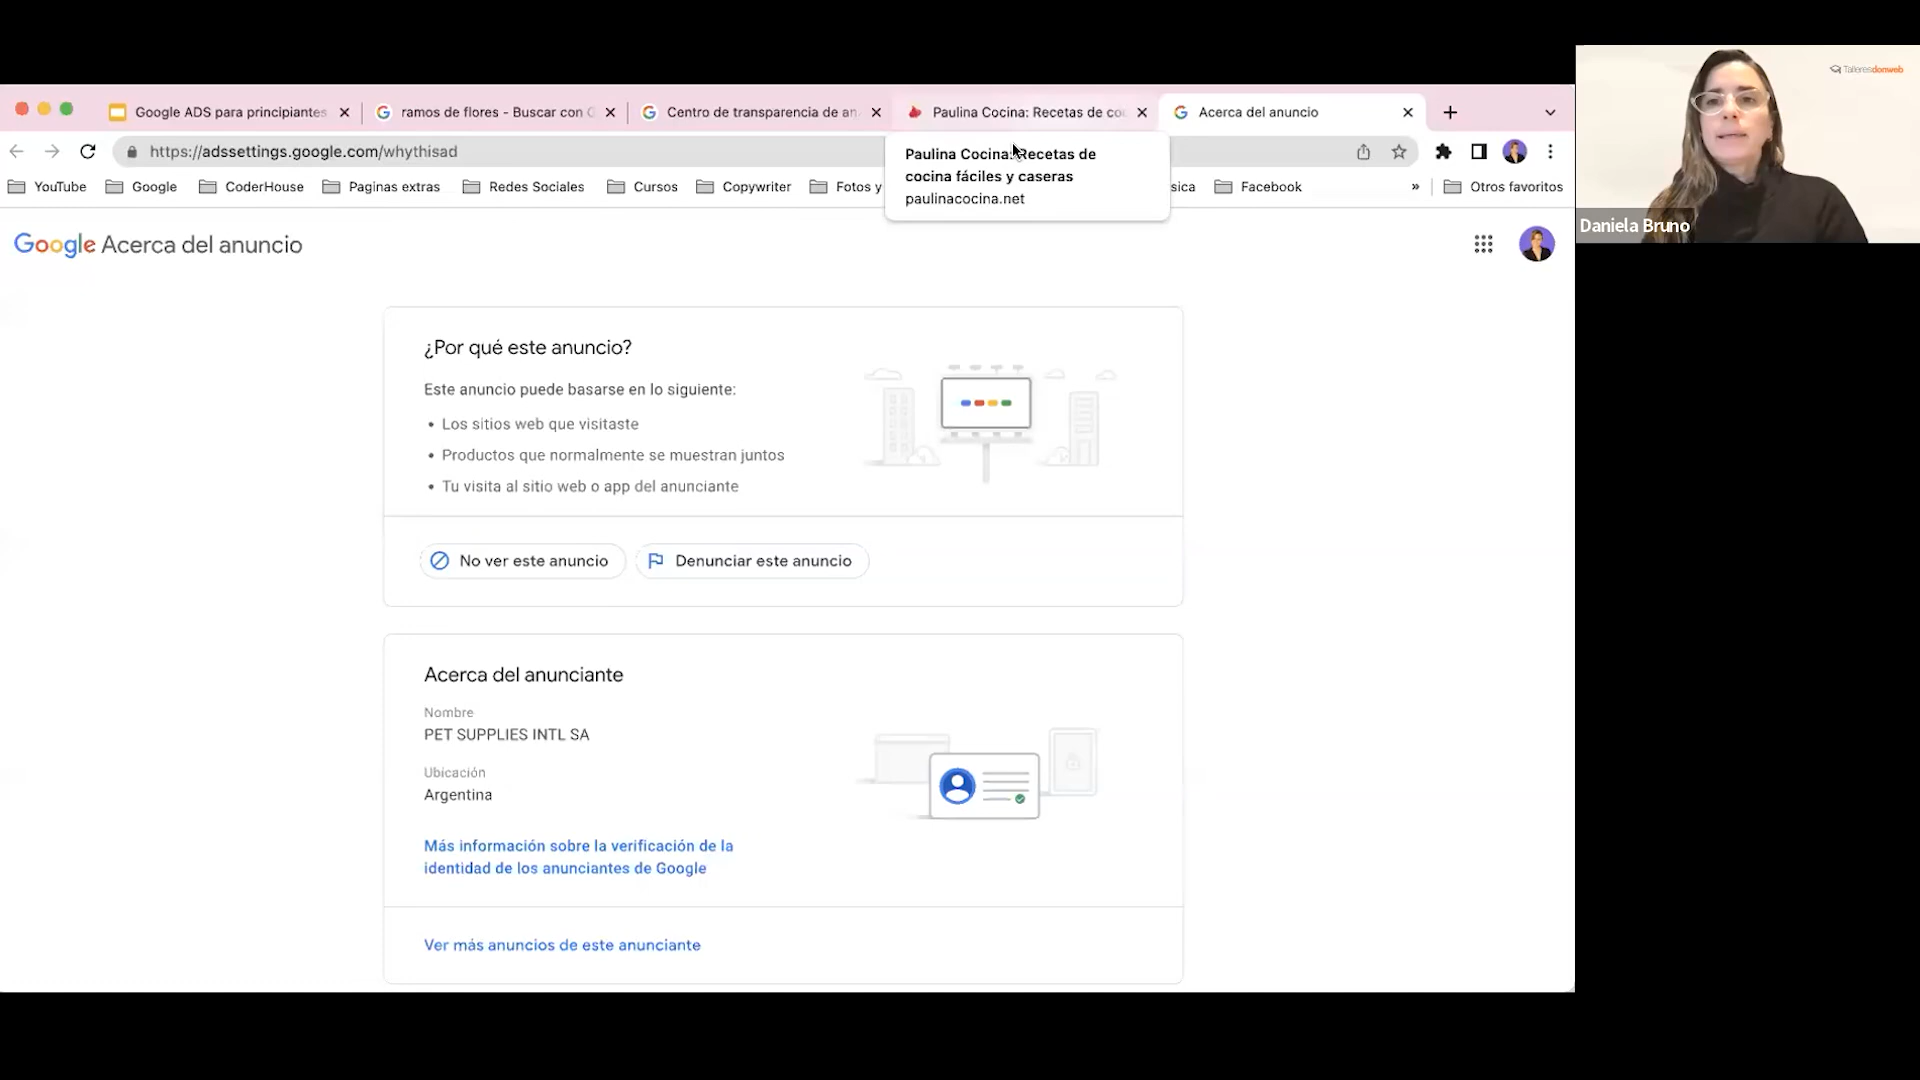 Google ADS para principiantes
ramos de flores - Buscar con G
Centro de transparencia de an
Paulina Cocina: Recetas de co
Acerca del anuncio
https://adssettings.google.com/whythisad
Paulina Cocina: Recetas de
cocina fáciles y caseras
paulinacocina.net
YouTube
Google
CoderHouse
Paginas extras
Redes Sociales
Cursos
Copywriter
Fotos y
sica
Facebook
»
Otros favoritos
Google Acerca del anuncio
¿Por qué este anuncio?
Este anuncio puede basarse en lo siguiente:
• Los sitios web que visitaste
• Productos que normalmente se muestran juntos
• Tu visita al sitio web o app del anunciante
No ver este anuncio
Denunciar este anuncio
Acerca del anunciante
Nombre
PET SUPPLIES INTL SA
Ubicación
Argentina
Más información sobre la verificación de la
identidad de los anunciantes de Google
Ver más anuncios de este anunciante
Talleresdonweb
Daniela Bruno